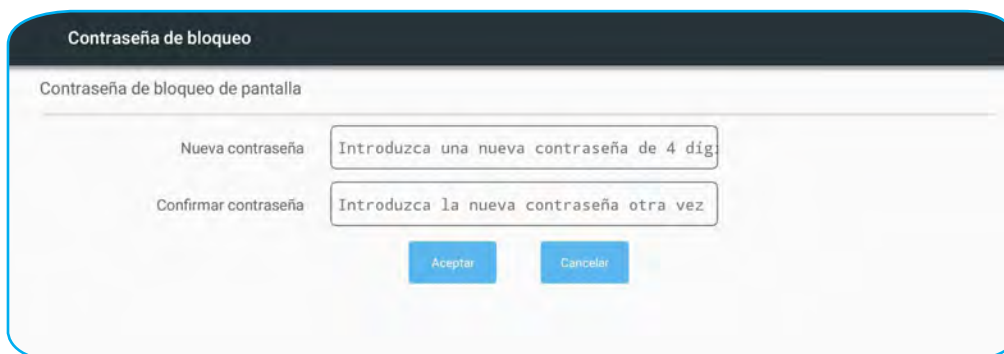 Contraseña de bloqueo
Contraseña de bloqueo de pantalla
Nueva contraseña
Introduzca una nueva contraseña de 4 díg
Confirmar contraseña
Introduzca la nueva contraseña otra vez
Aceptar
Cancelar